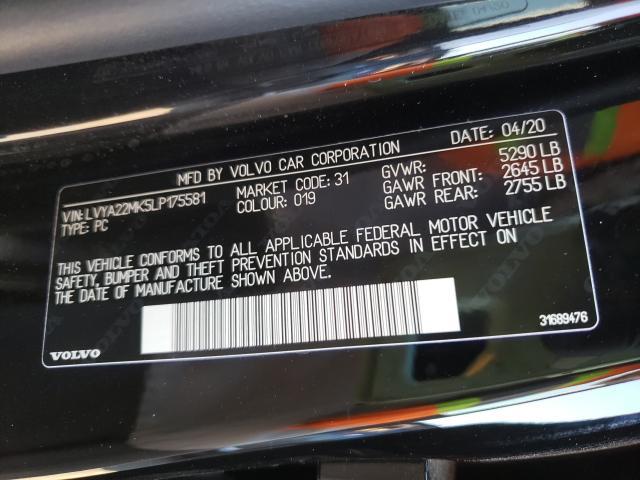 MFD BY VOLVO CAR CORPORATION DATE: 04/20
VIN: LVYA22MK5LP175581 MARKET CODE: 31 GVWR: 5290 LB
TYPE: PC COLOUR: 019 GAWR FRONT: 2645 LB
GAWR REAR: 2755 LB
THIS VEHICLE CONFORMS TO ALL APPLICABLE FEDERAL MOTOR VEHICLE
SAFETY, BUMPER AND THEFT PREVENTION STANDARDS IN EFFECT ON
THE DATE OF MANUFACTURE SHOWN ABOVE.
VOLVO 31689476